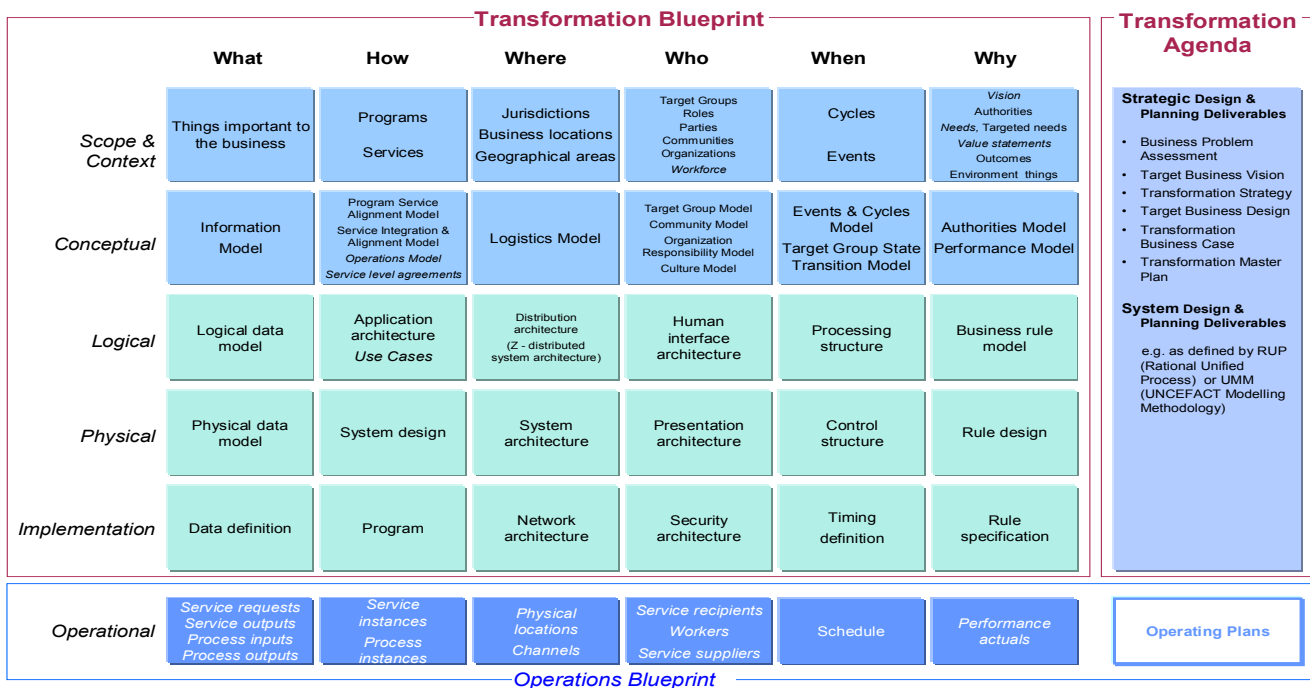 Transformation Blueprint
What
How
Where
Who
When
Why
Scope &
Context
Things important to
the business
Programs
Services
Jurisdictions
Business locations
Geographical areas
Target Groups
Roles
Parties
Communities
Organizations
Workforce
Cycles
Events
Vision
Authorities
Needs, Targeted needs
Value statements
Outcomes
Environment things
Conceptual
Information
Model
Program Service
Alignment Model
Service Integration &
Alignment Model
Operations Model
Service level agreements
Logistics Model
Target Group Model
Community Model
Organization
Responsibility Model
Culture Model
Events & Cycles
Model
Target Group State
Transition Model
Authorities Model
Performance Model
Logical
Logical data
model
Application
architecture
Use Cases
Distribution
architecture
(Z - distributed
system architecture)
Human
interface
architecture
Processing
structure
Business rule
model
Physical
Physical data
model
System design
System
architecture
Presentation
architecture
Control
structure
Rule design
Implementation
Data definition
Program
Network
architecture
Security
architecture
Timing
definition
Rule
specification
Operational
Service requests
Service outputs
Process inputs
Process outputs
Service
instances
Process
instances
Physical
locations
Channels
Service recipients
Workers
Service suppliers
Schedule
Performance
actuals
Operations Blueprint
Transformation
Agenda
Strategic Design &
Planning Deliverables
• Business Problem
Assessment
• Target Business Vision
• Transformation Strategy
• Target Business Design
• Transformation
Business Case
• Transformation Master
Plan
System Design &
Planning Deliverables
e.g. as defined by RUP
(Rational Unified
Process) or UMM
(UNCEFACT Modelling
Methodology)
Operating Plans